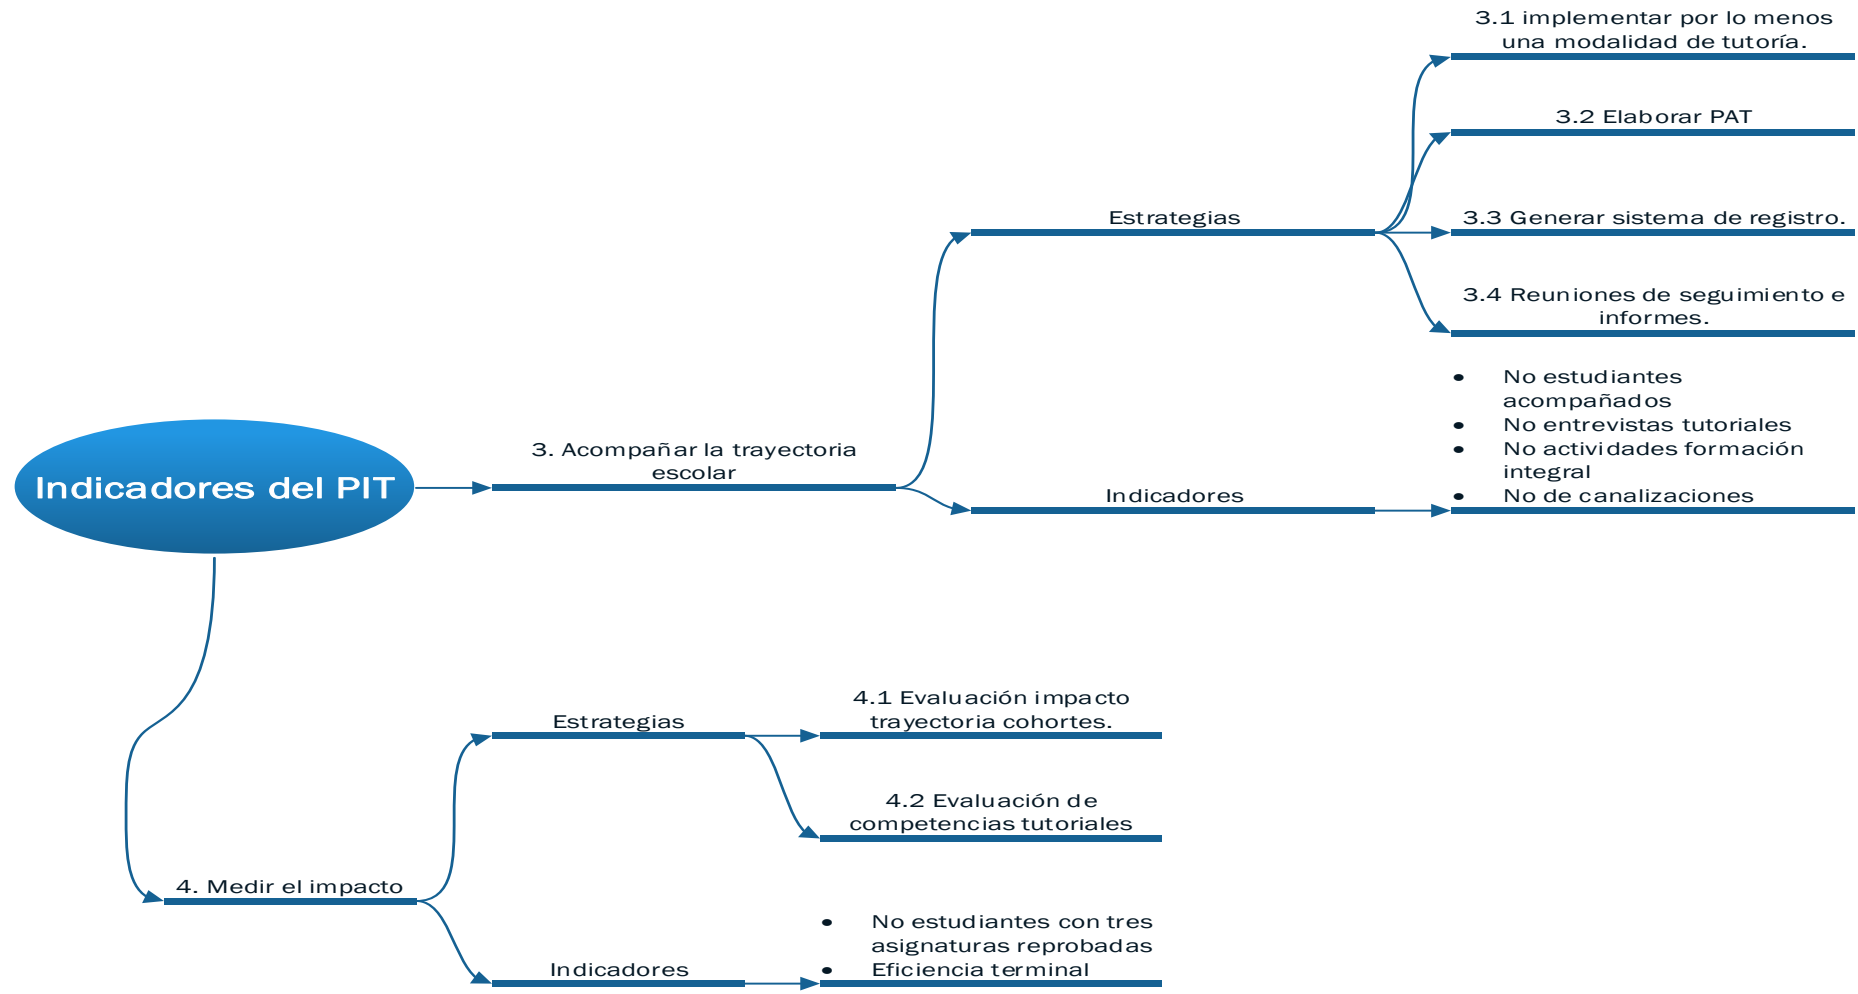 Indicadores del PIT
3. Acompañar la trayectoria
escolar
Estrategias
3.1 implementar por lo menos
una modalidad de tutoría.
3.2 Elaborar PAT
3.3 Generar sistema de registro.
3.4 Reuniones de seguimiento e
informes.
Indicadores
• No estudiantes
acompañados
• No entrevistas tutoriales
• No actividades formación
integral
• No de canalizaciones
4. Medir el impacto
Estrategias
4.1 Evaluación impacto
trayectoria cohortes.
4.2 Evaluación de
competencias tutoriales
Indicadores
• No estudiantes con tres
asignaturas reprobadas
• Eficiencia terminal